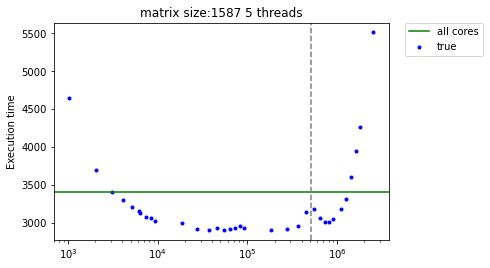 matrix size:1587 5 threads
all cores
true
Execution time
5500
5000
4500
4000
3500
3000
10³
10⁴
10⁵
10⁶